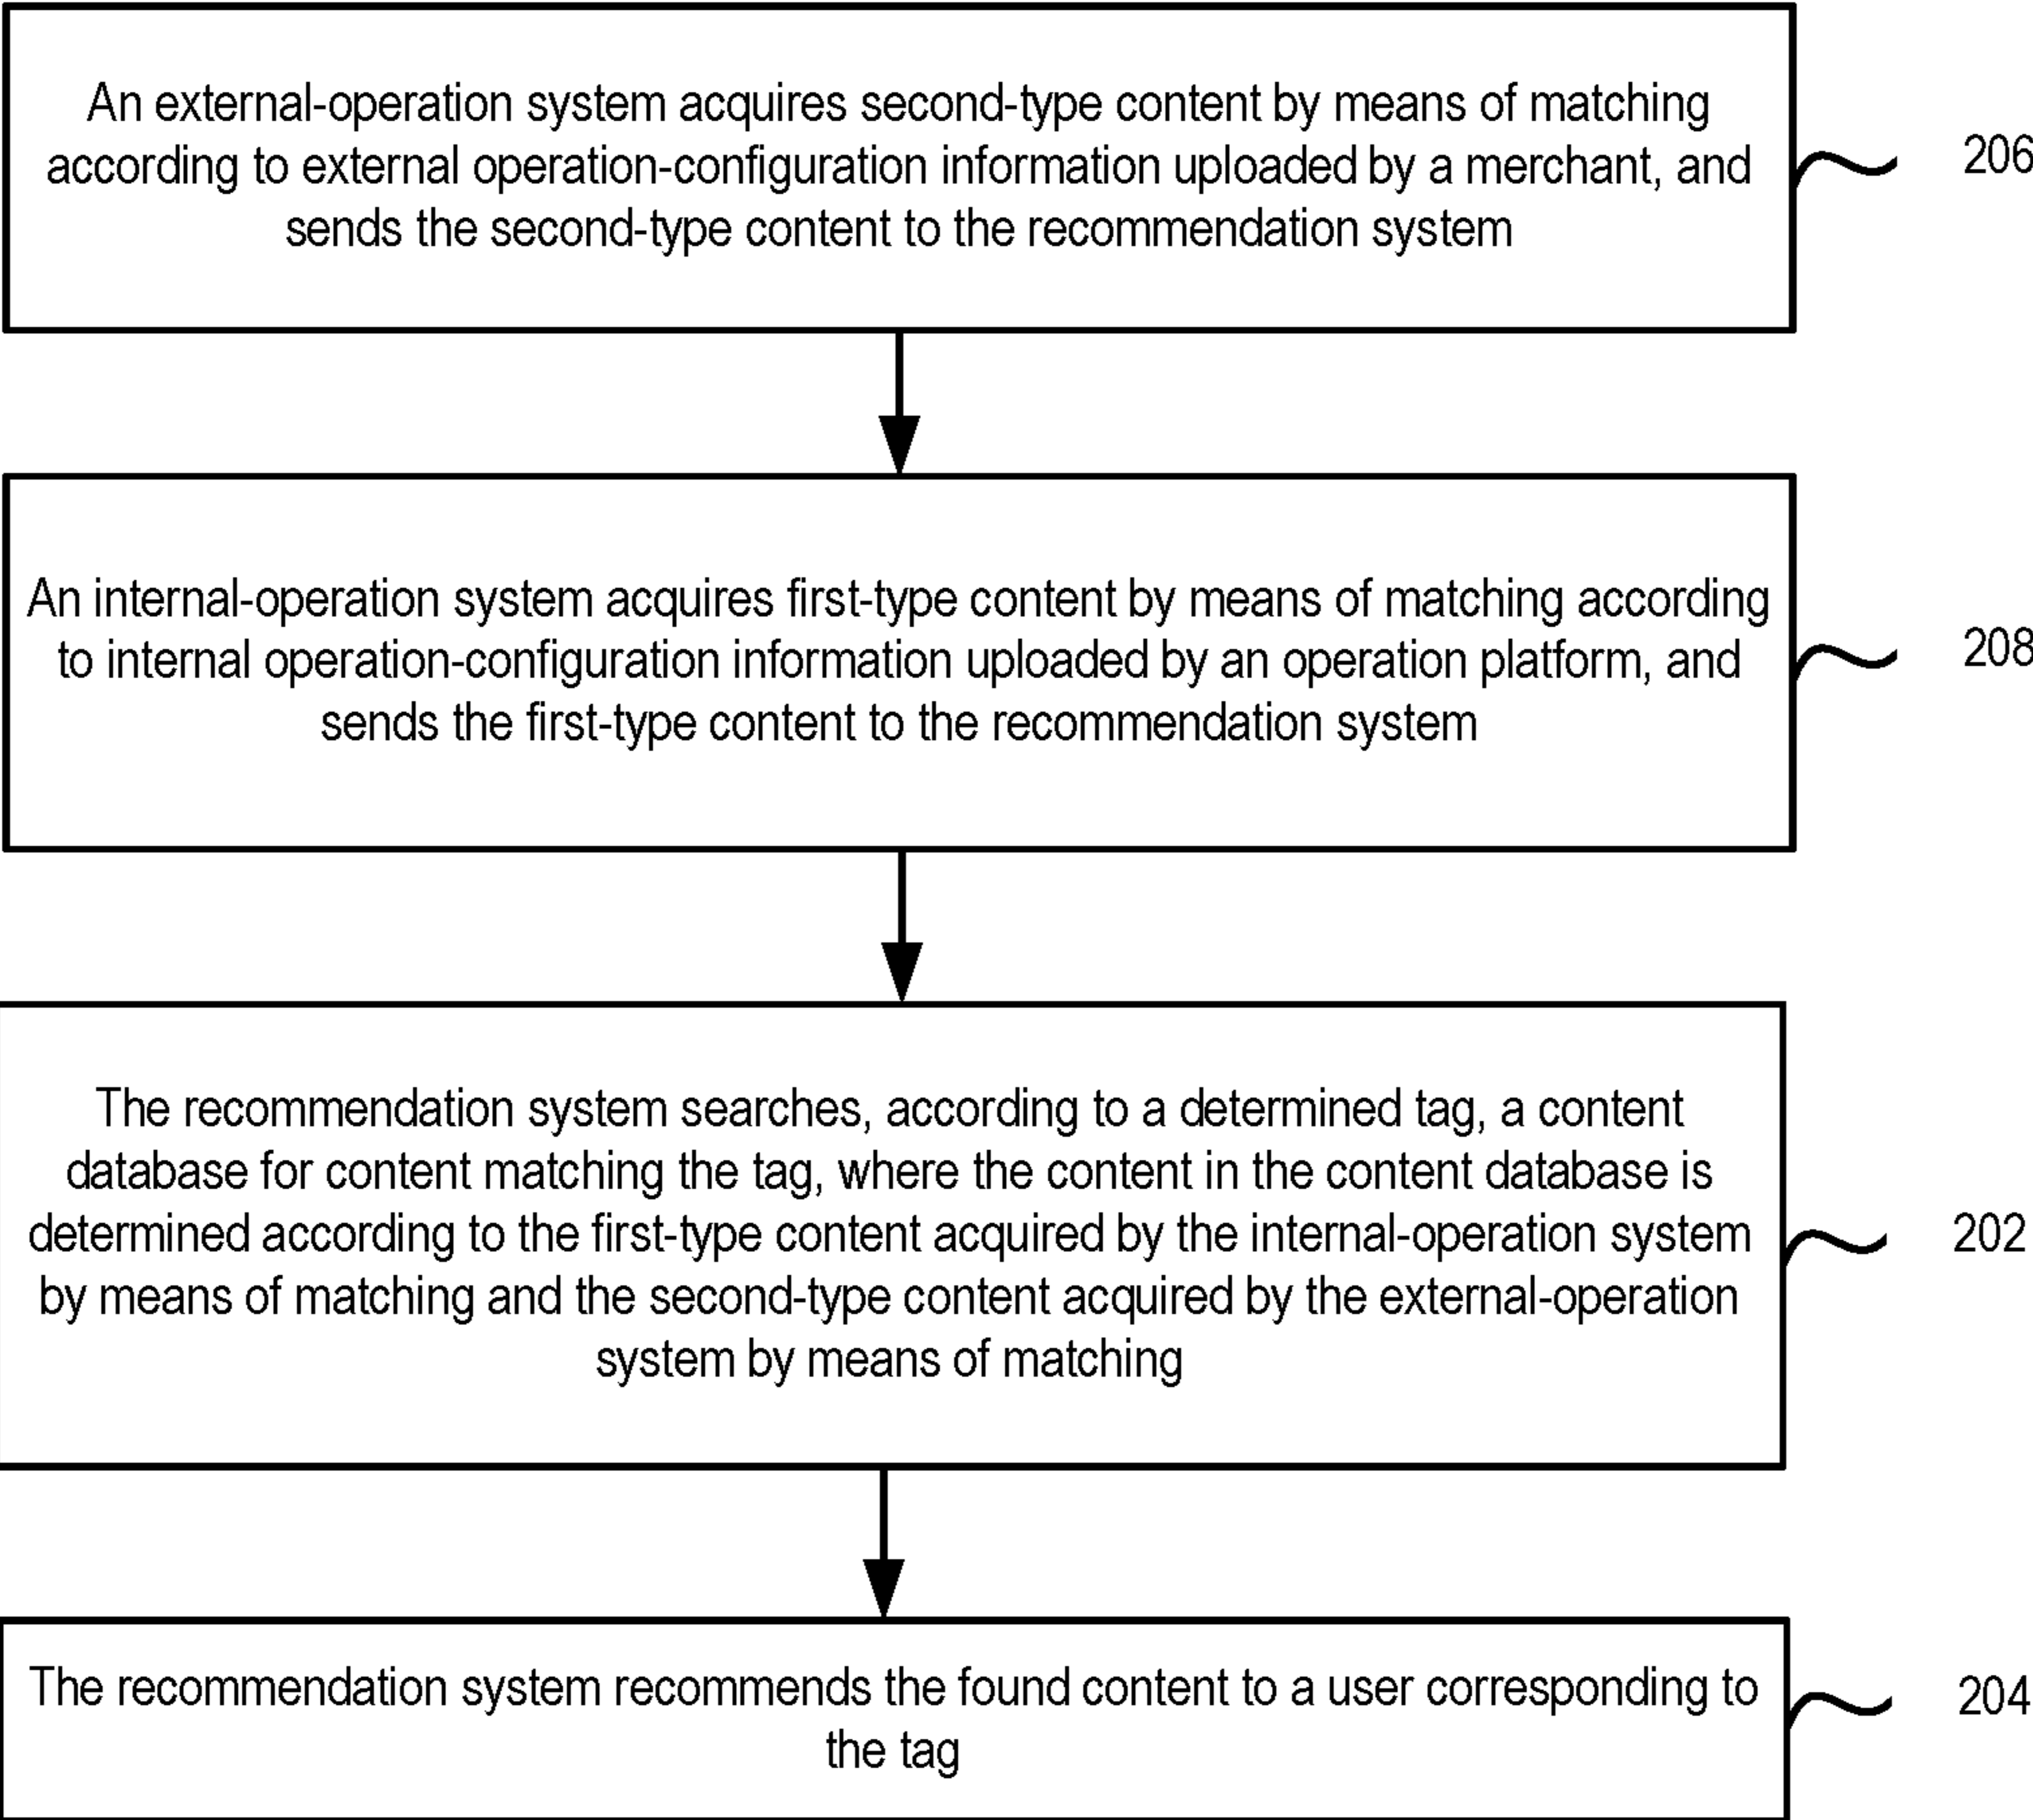 An external-operation system acquires second-type content by means of matching
according to external operation-configuration information uploaded by a merchant, and
sends the second-type content to the recommendation system
206
An internal-operation system acquires first-type content by means of matching according
to internal operation-configuration information uploaded by an operation platform, and
sends the first-type content to the recommendation system
208
The recommendation system searches, according to a determined tag, a content
database for content matching the tag, where the content in the content database is
determined according to the first-type content acquired by the internal-operation system
by means of matching and the second-type content acquired by the external-operation
system by means of matching
202
The recommendation system recommends the found content to a user corresponding to
the tag
204